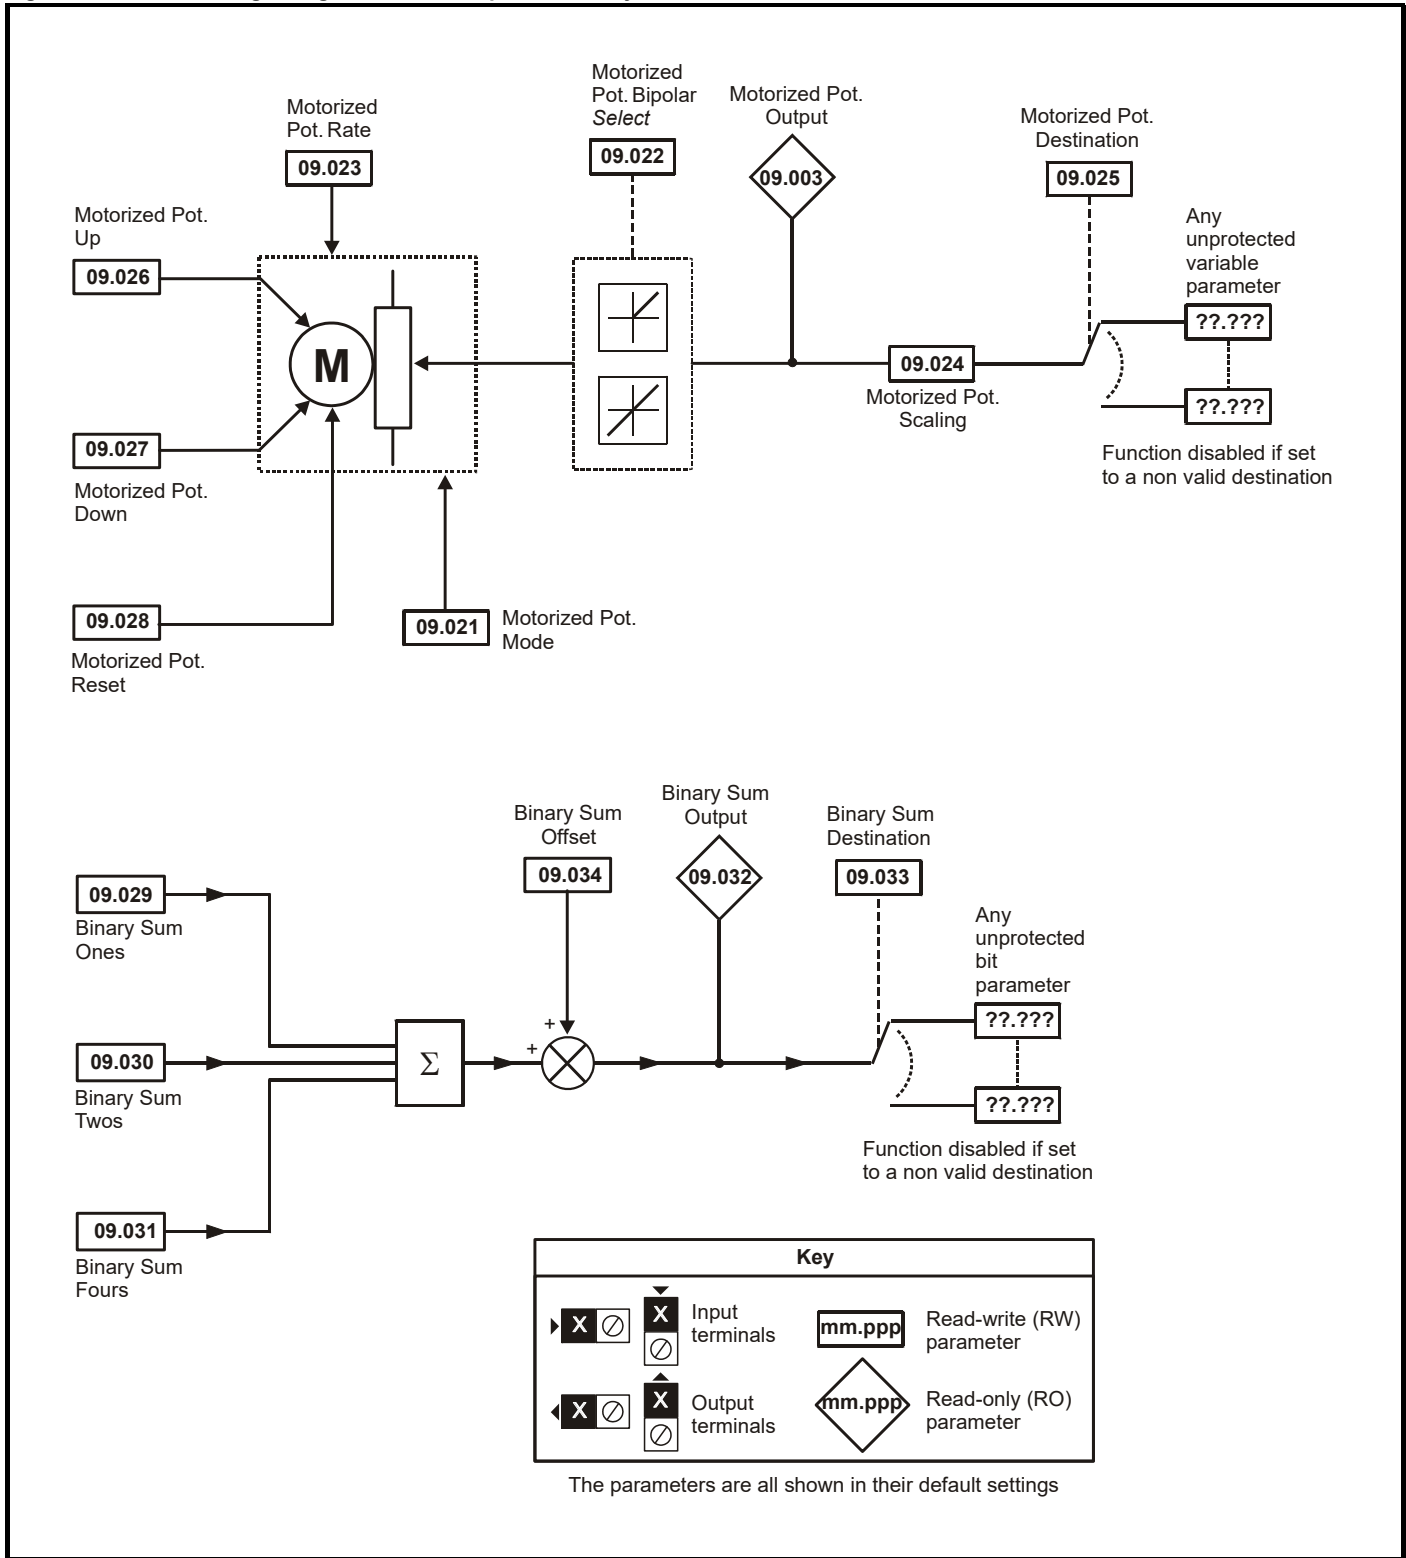 Motorized
Pot. Rate
09.023
Motorized
Pot. Bipolar
Select
09.022
Motorized Pot.
Output
09.003
Motorized Pot.
Destination
09.025
Motorized Pot.
Up
09.026
Any
unprotected
variable
parameter
??.???
M
09.024
Motorized Pot.
Scaling
??.???
Function disabled if set
to a non valid destination
09.027
Motorized Pot.
Down
09.028
Motorized Pot.
Reset
09.021
Motorized Pot.
Mode
Binary Sum
Offset
09.034
Binary Sum
Output
09.032
Binary Sum
Destination
09.033
09.029
Binary Sum
Ones
Any
unprotected
bit
parameter
??.???
09.030
Binary Sum
Twos
Σ
+
+
??.???
Function disabled if set
to a non valid destination
09.031
Binary Sum
Fours
Key
X
X
Input
terminals
mm.ppp
Read-write (RW)
parameter
X
X
Output
terminals
mm.ppp
Read-only (RO)
parameter
The parameters are all shown in their default settings